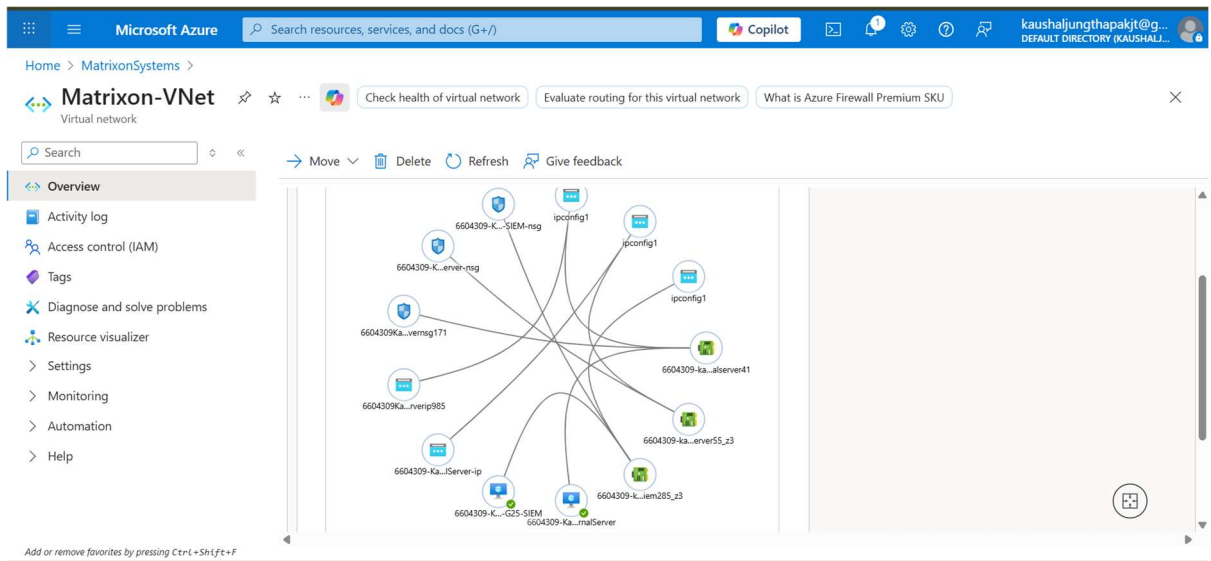 Microsoft Azure
Search resources, services, and docs (G+/)
Copilot
1
kaushaljungthapakjt@g...
DEFAULT DIRECTORY (KAUSHALJ...
Home > MatrixonSystems >
Matrixon-VNet
Virtual network
Check health of virtual network
Evaluate routing for this virtual network
What is Azure Firewall Premium SKU
Search
Move
Delete
Refresh
Give feedback
Overview
Activity log
Access control (IAM)
Tags
Diagnose and solve problems
Resource visualizer
Settings
Monitoring
Automation
Help
6604309-K...-SIEM-nsg
ipconfig1
ipconfig1
6604309-K...erver-nsg
ipconfig1
6604309Ka...vernsg171
6604309-ka...alserver41
6604309Ka...rverip985
6604309-ka...erver55_z3
6604309-Ka...lServer-ip
6604309-k...iem285_z3
6604309-K...-G25-SIEM
6604309-Ka...rnalServer
Add or remove favorites by pressing Ctrl+Shift+F